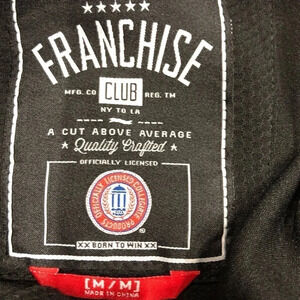 FRANCHISE
MFG. CO CLUB REG. TM
NY TO LA
A CUT ABOVE AVERAGE
Quality Crafted
OFFICIALLY LICENSED
OFFICIALLY LICENSED COLLEGIATE PRODUCTS
®
XX BORN TO WIN XX
[M/M]
MADE IN CHINA